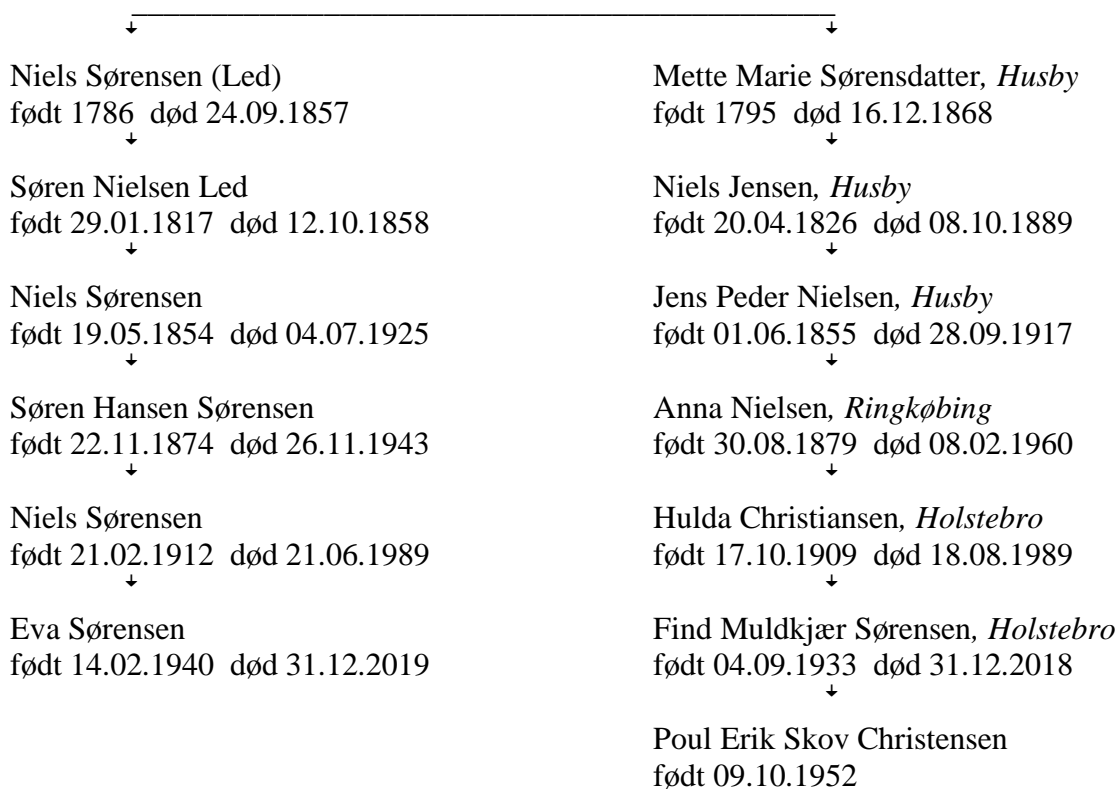 Niels Sørensen (Led)
født 1786 død 24.09.1857
Søren Nielsen Led
født 29.01.1817 død 12.10.1858
Niels Sørensen
født 19.05.1854 død 04.07.1925
Søren Hansen Sørensen
født 22.11.1874 død 26.11.1943
Niels Sørensen
født 21.02.1912 død 21.06.1989
Eva Sørensen
født 14.02.1940 død 31.12.2019
Mette Marie Sørensdatter, Husby
født 1795 død 16.12.1868
Niels Jensen, Husby
født 20.04.1826 død 08.10.1889
Jens Peder Nielsen, Husby
født 01.06.1855 død 28.09.1917
Anna Nielsen, Ringkøbing
født 30.08.1879 død 08.02.1960
Hulda Christiansen, Holstebro
født 17.10.1909 død 18.08.1989
Find Muldkjær Sørensen, Holstebro
født 04.09.1933 død 31.12.2018
Poul Erik Skov Christensen
født 09.10.1952